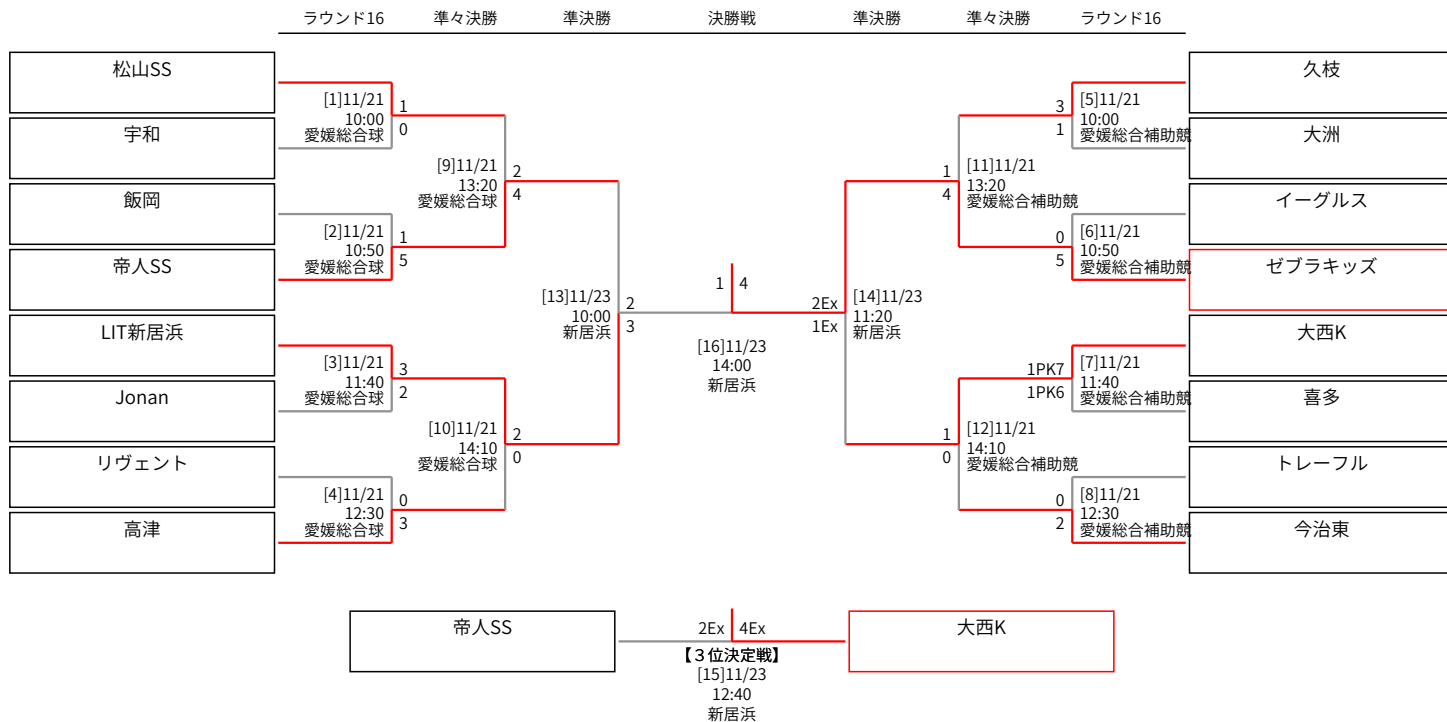 ラウンド16 準々決勝 準決勝 決勝戦 準決勝 準々決勝 ラウンド16
松山SS
宇和
飯岡
帝人SS
LIT新居浜
Jonan
リヴェント
高津
[1]11/21
10:00
愛媛総合球
1
0
[2]11/21
10:50
愛媛総合球
1
5
[3]11/21
11:40
愛媛総合球
3
2
[4]11/21
12:30
愛媛総合球
0
3
[9]11/21
13:20
愛媛総合球
2
4
[10]11/21
14:10
愛媛総合球
2
0
[13]11/23
10:00
新居浜
2
3
1 4
[16]11/23
14:00
新居浜
2Ex
1Ex
[14]11/23
11:20
新居浜
1
4
[11]11/21
13:20
愛媛総合補助競
1
0
[12]11/21
14:10
愛媛総合補助競
3
1
[5]11/21
10:00
愛媛総合補助競
0
5
[6]11/21
10:50
愛媛総合補助競
1PK7
1PK6
[7]11/21
11:40
愛媛総合補助競
0
2
[8]11/21
12:30
愛媛総合補助競
久枝
大洲
イーグルス
ゼブラキッズ
大西K
喜多
トレーフル
今治東
帝人SS
2Ex 4Ex
大西K
【３位決定戦】
[15]11/23
12:40
新居浜